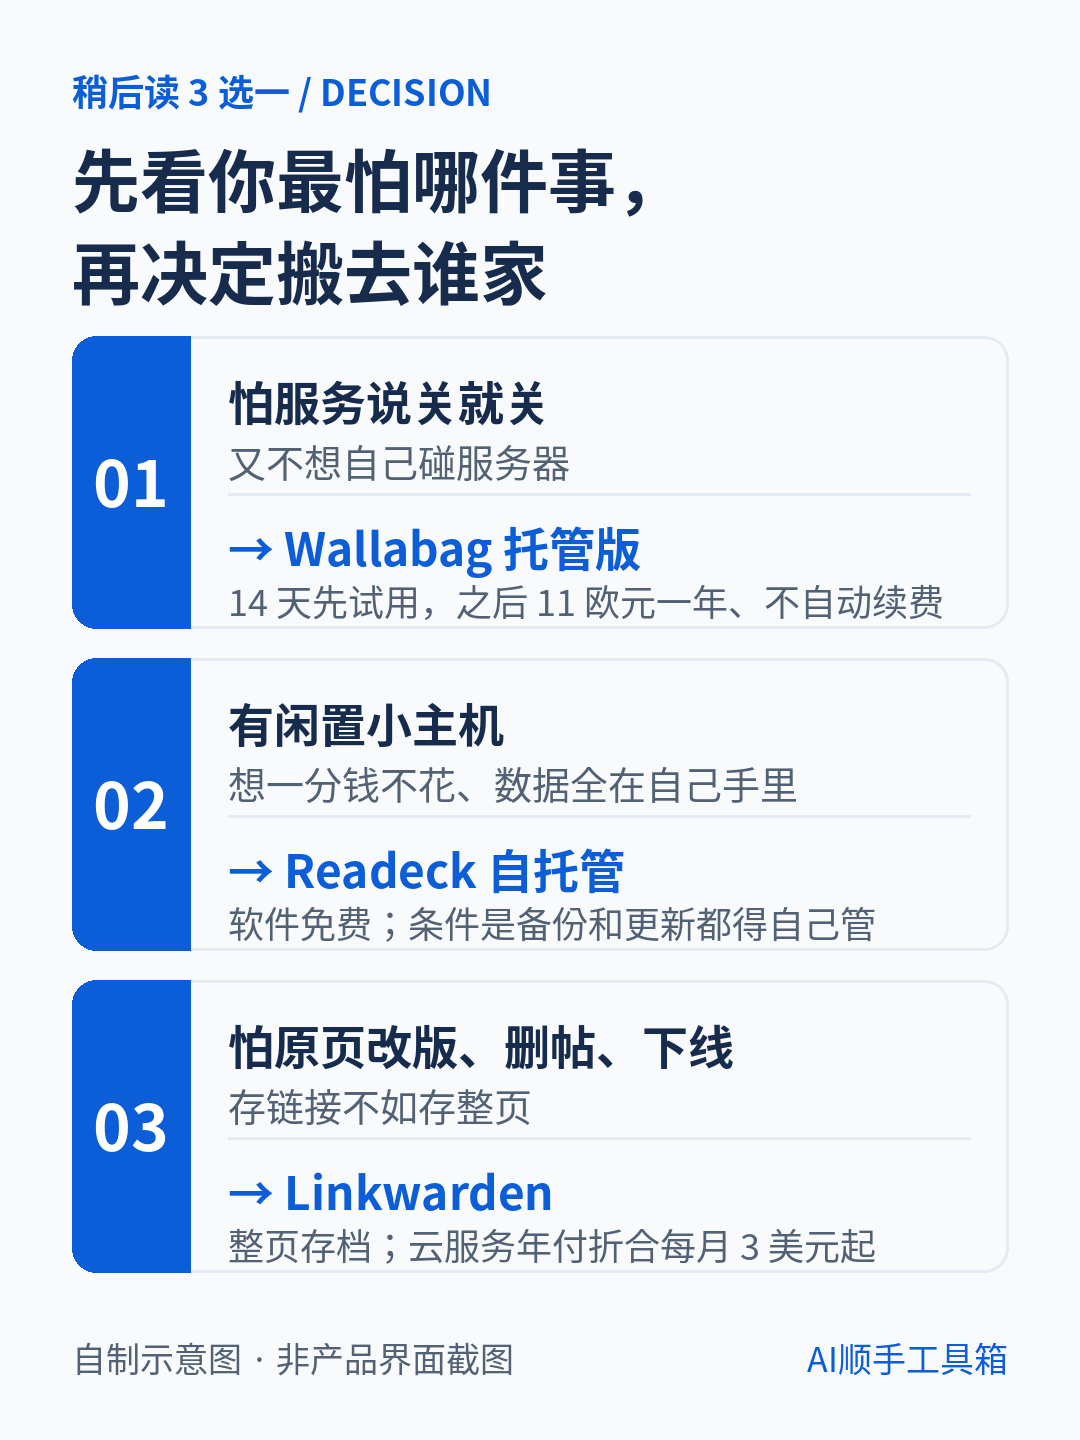 稍后读 3 选一 / DECISION
先看你最怕哪件事，
再决定搬去谁家
01
怕服务说关就关
又不想自己碰服务器
→ Wallabag 托管版
14 天先试用，之后 11 欧元一年、不自动续费
02
有闲置小主机
想一分钱不花、数据全在自己手里
→ Readeck 自托管
软件免费；条件是备份和更新都得自己管
03
怕原页改版、删帖、下线
存链接不如存整页
→ Linkwarden
整页存档；云服务年付折合每月 3 美元起
自制示意图 · 非产品界面截图
AI顺手工具箱